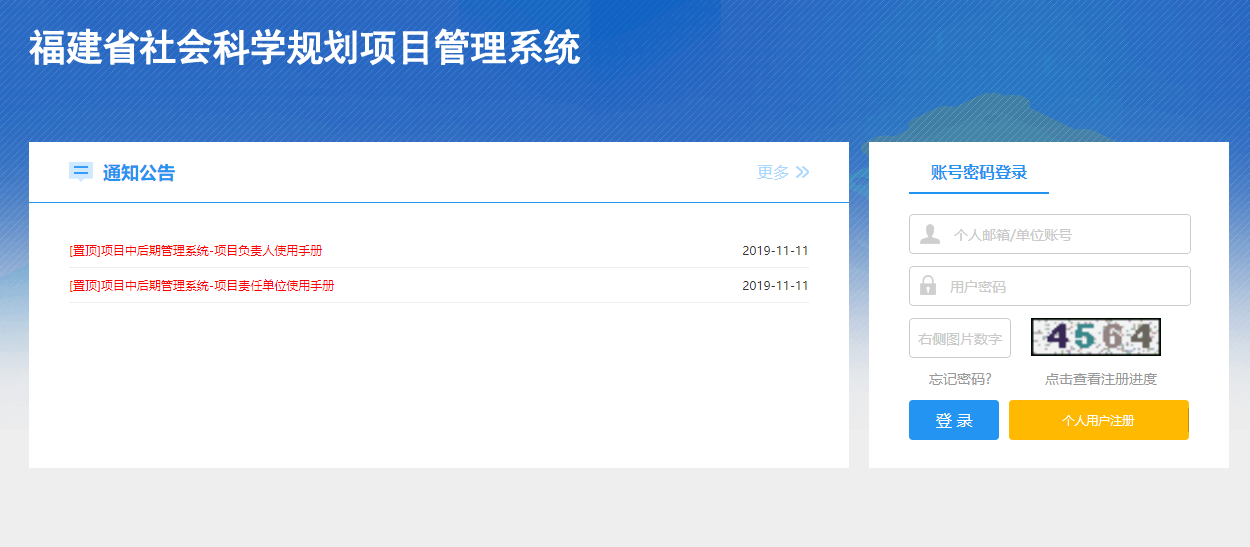 福建省社会科学规划项目管理系统
通知公告
更多
[置顶]项目中后期管理系统-项目负责人使用手册 2019-11-11
[置顶]项目中后期管理系统-项目责任单位使用手册 2019-11-11
账号密码登录
个人邮箱/单位账号
用户密码
右侧图片数字 4564
忘记密码? 点击查看注册进度
登 录 个人用户注册